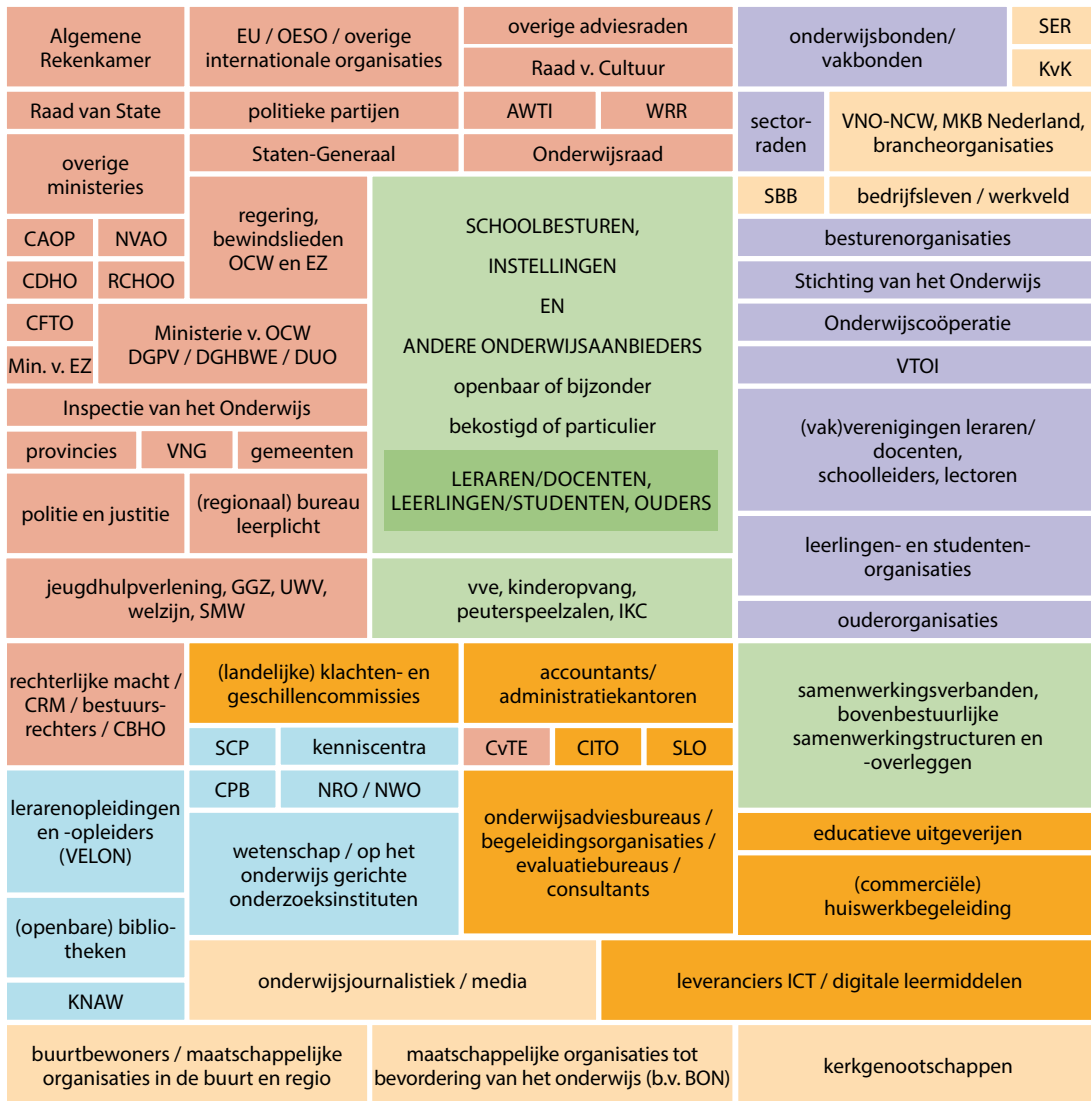 Algemene
Rekenkamer
EU / OESO / overige
internationale organisaties
overige adviesraden
Raad v. Cultuur
onderwijsbonden/
vakbonden
SER
KvK
Raad van State
politieke partijen
AWTI
WRR
sector-
raden
VNO-NCW, MKB Nederland,
brancheorganisaties
overige
ministeries
Staten-Generaal
Onderwijsraad
SBB
bedrijfsleven / werkveld
regering,
bewindslieden
OCW en EZ
SCHOOLBESTUREN,
INSTELLINGEN
EN
ANDERE ONDERWIJSAANBIEDERS
openbaar of bijzonder
bekostigd of particulier
LERAREN/DOCENTEN,
LEERLINGEN/STUDENTEN, OUDERS
CAOP
NVAO
besturenorganisaties
CDHO
RCHOO
Stichting van het Onderwijs
CFTO
Ministerie v. OCW
DGPV / DGHBWE / DUO
Onderwijscoöperatie
Min. v. EZ
VTOI
Inspectie van het Onderwijs
(vak)verenigingen leraren/
docenten,
schoolleiders, lectoren
provincies
VNG
gemeenten
politie en justitie
(regionaal) bureau
leerplicht
leerlingen- en studenten-
organisaties
jeugdhulpverlening, GGZ, UWV,
welzijn, SMW
vve, kinderopvang,
peuterspeelzalen, IKC
ouderorganisaties
rechterlijke macht /
CRM / bestuurs-
rechters / CBHO
(landelijke) klachten- en
geschillencommissies
accountants/
administratiekantoren
samenwerkingsverbanden,
bovenbestuurlijke
samenwerkingstructuren en
-overleggen
SCP
kenniscentra
CvTE
CITO
SLO
lerarenopleidingen
en -opleiders
(VELON)
CPB
NRO / NWO
onderwijsadviesbureaus /
begeleidingsorganisaties /
evaluatiebureaus /
consultants
wetenschap / op het
onderwijs gerichte
onderzoeksinstituten
educatieve uitgeverijen
(commerciële)
huiswerkbegeleiding
(openbare) biblio-
theken
onderwijsjournalistiek / media
leveranciers ICT / digitale leermiddelen
KNAW
buurtbewoners / maatschappelijke
organisaties in de buurt en regio
maatschappelijke organisaties tot
bevordering van het onderwijs (b.v. BON)
kerkgenootschappen